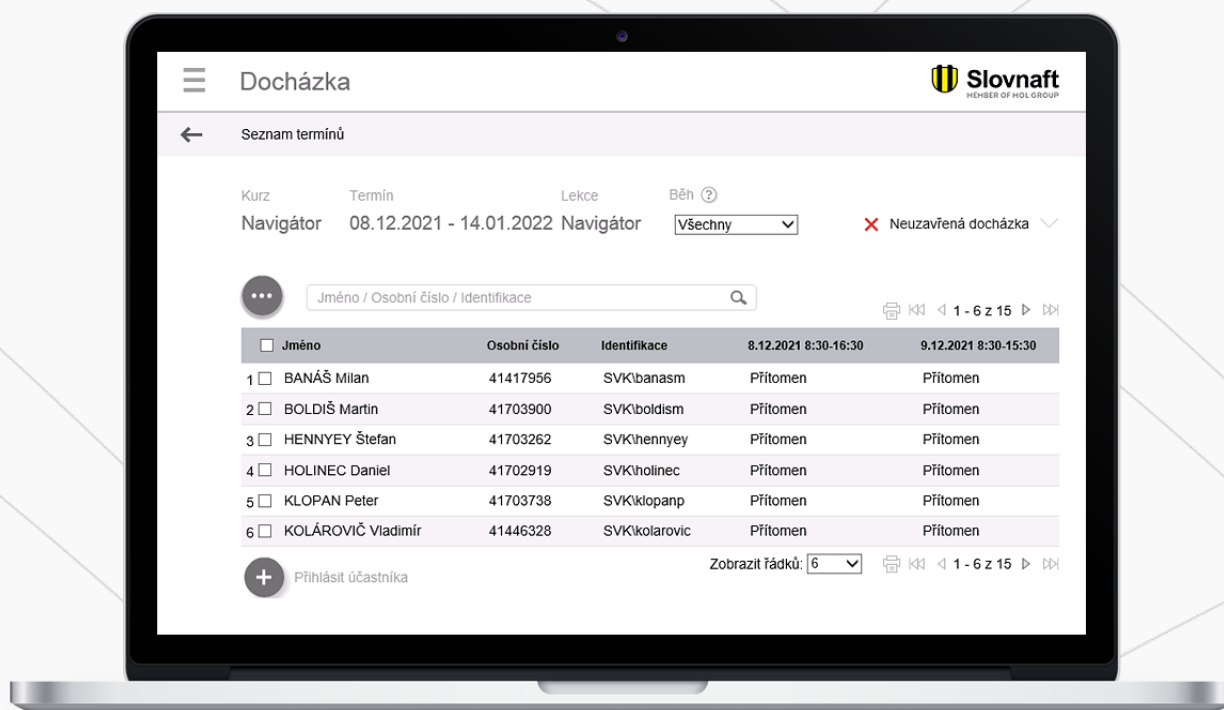 Docházka
Slovnaft
MEMBER OF MOL GROUP
Seznam termínů
Kurz Termín Lekce Běh ?
Navigátor 08.12.2021 - 14.01.2022 Navigátor Všechny Neuzavřená docházka
Jméno / Osobní číslo / Identifikace
1 - 6 z 15
Jméno Osobní číslo Identifikace 8.12.2021 8:30-16:30 9.12.2021 8:30-15:30
1 BANÁŠ Milan 41417956 SVK\banasm Přítomen Přítomen
2 BOLDIŠ Martin 41703900 SVK\boldism Přítomen Přítomen
3 HENNYEY Štefan 41703262 SVK\hennyey Přítomen Přítomen
4 HOLINEC Daniel 41702919 SVK\holinec Přítomen Přítomen
5 KLOPAN Peter 41703738 SVK\klopanp Přítomen Přítomen
6 KOLÁROVIČ Vladimír 41446328 SVK\kolarovic Přítomen Přítomen
Zobrazit řádků: 6 1 - 6 z 15
Přihlásit účastníka